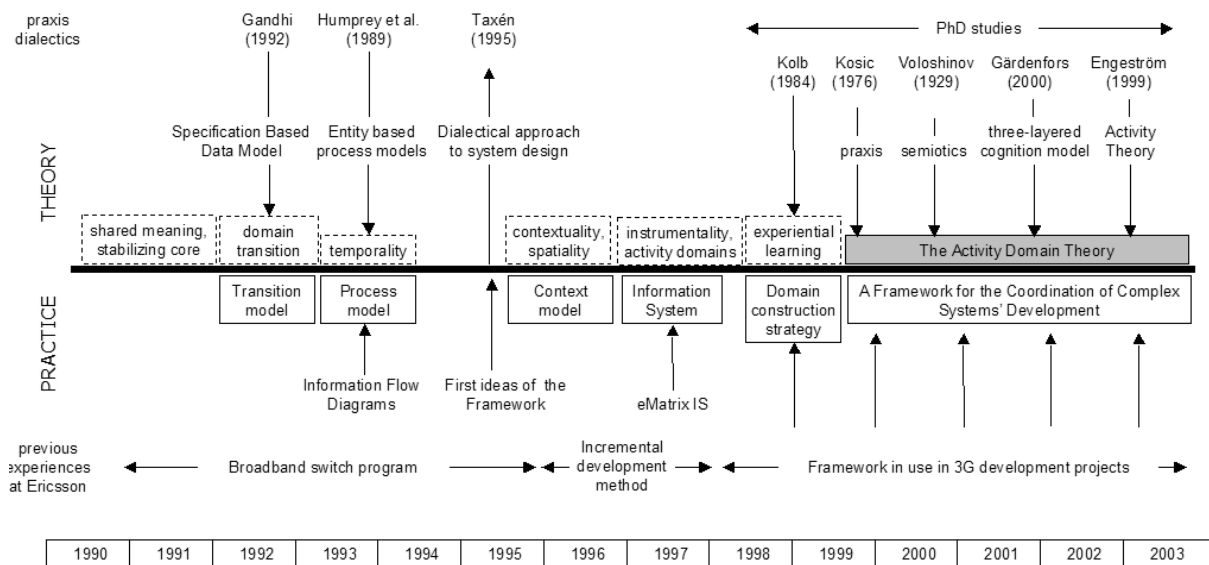 praxis
dialectics
Gandhi
(1992)
Humprey et al.
(1989)
Taxén
(1995)
PhD studies
Kolb
(1984)
Kosic
(1976)
Voloshinov
(1929)
Gärdenfors
(2000)
Engeström
(1999)
THEORY
Specification Based
Data Model
Entity based
process models
Dialectical approach
to system design
praxis
semiotics
three-layered
cognition model
Activity
Theory
shared meaning,
stabilizing core
domain
transition
temporality
contextuality,
spatiality
instrumentality,
activity domains
experiential
learning
The Activity Domain Theory
PRACTICE
Transition
model
Process
model
Context
model
Information
System
Domain
construction
strategy
A Framework for the Coordination of Complex
Systems' Development
Information Flow
Diagrams
First ideas of the
Framework
eMatrix IS
previous
experiences
at Ericsson
Broadband switch program
Incremental
development
method
Framework in use in 3G development projects
1990 1991 1992 1993 1994 1995 1996 1997 1998 1999 2000 2001 2002 2003